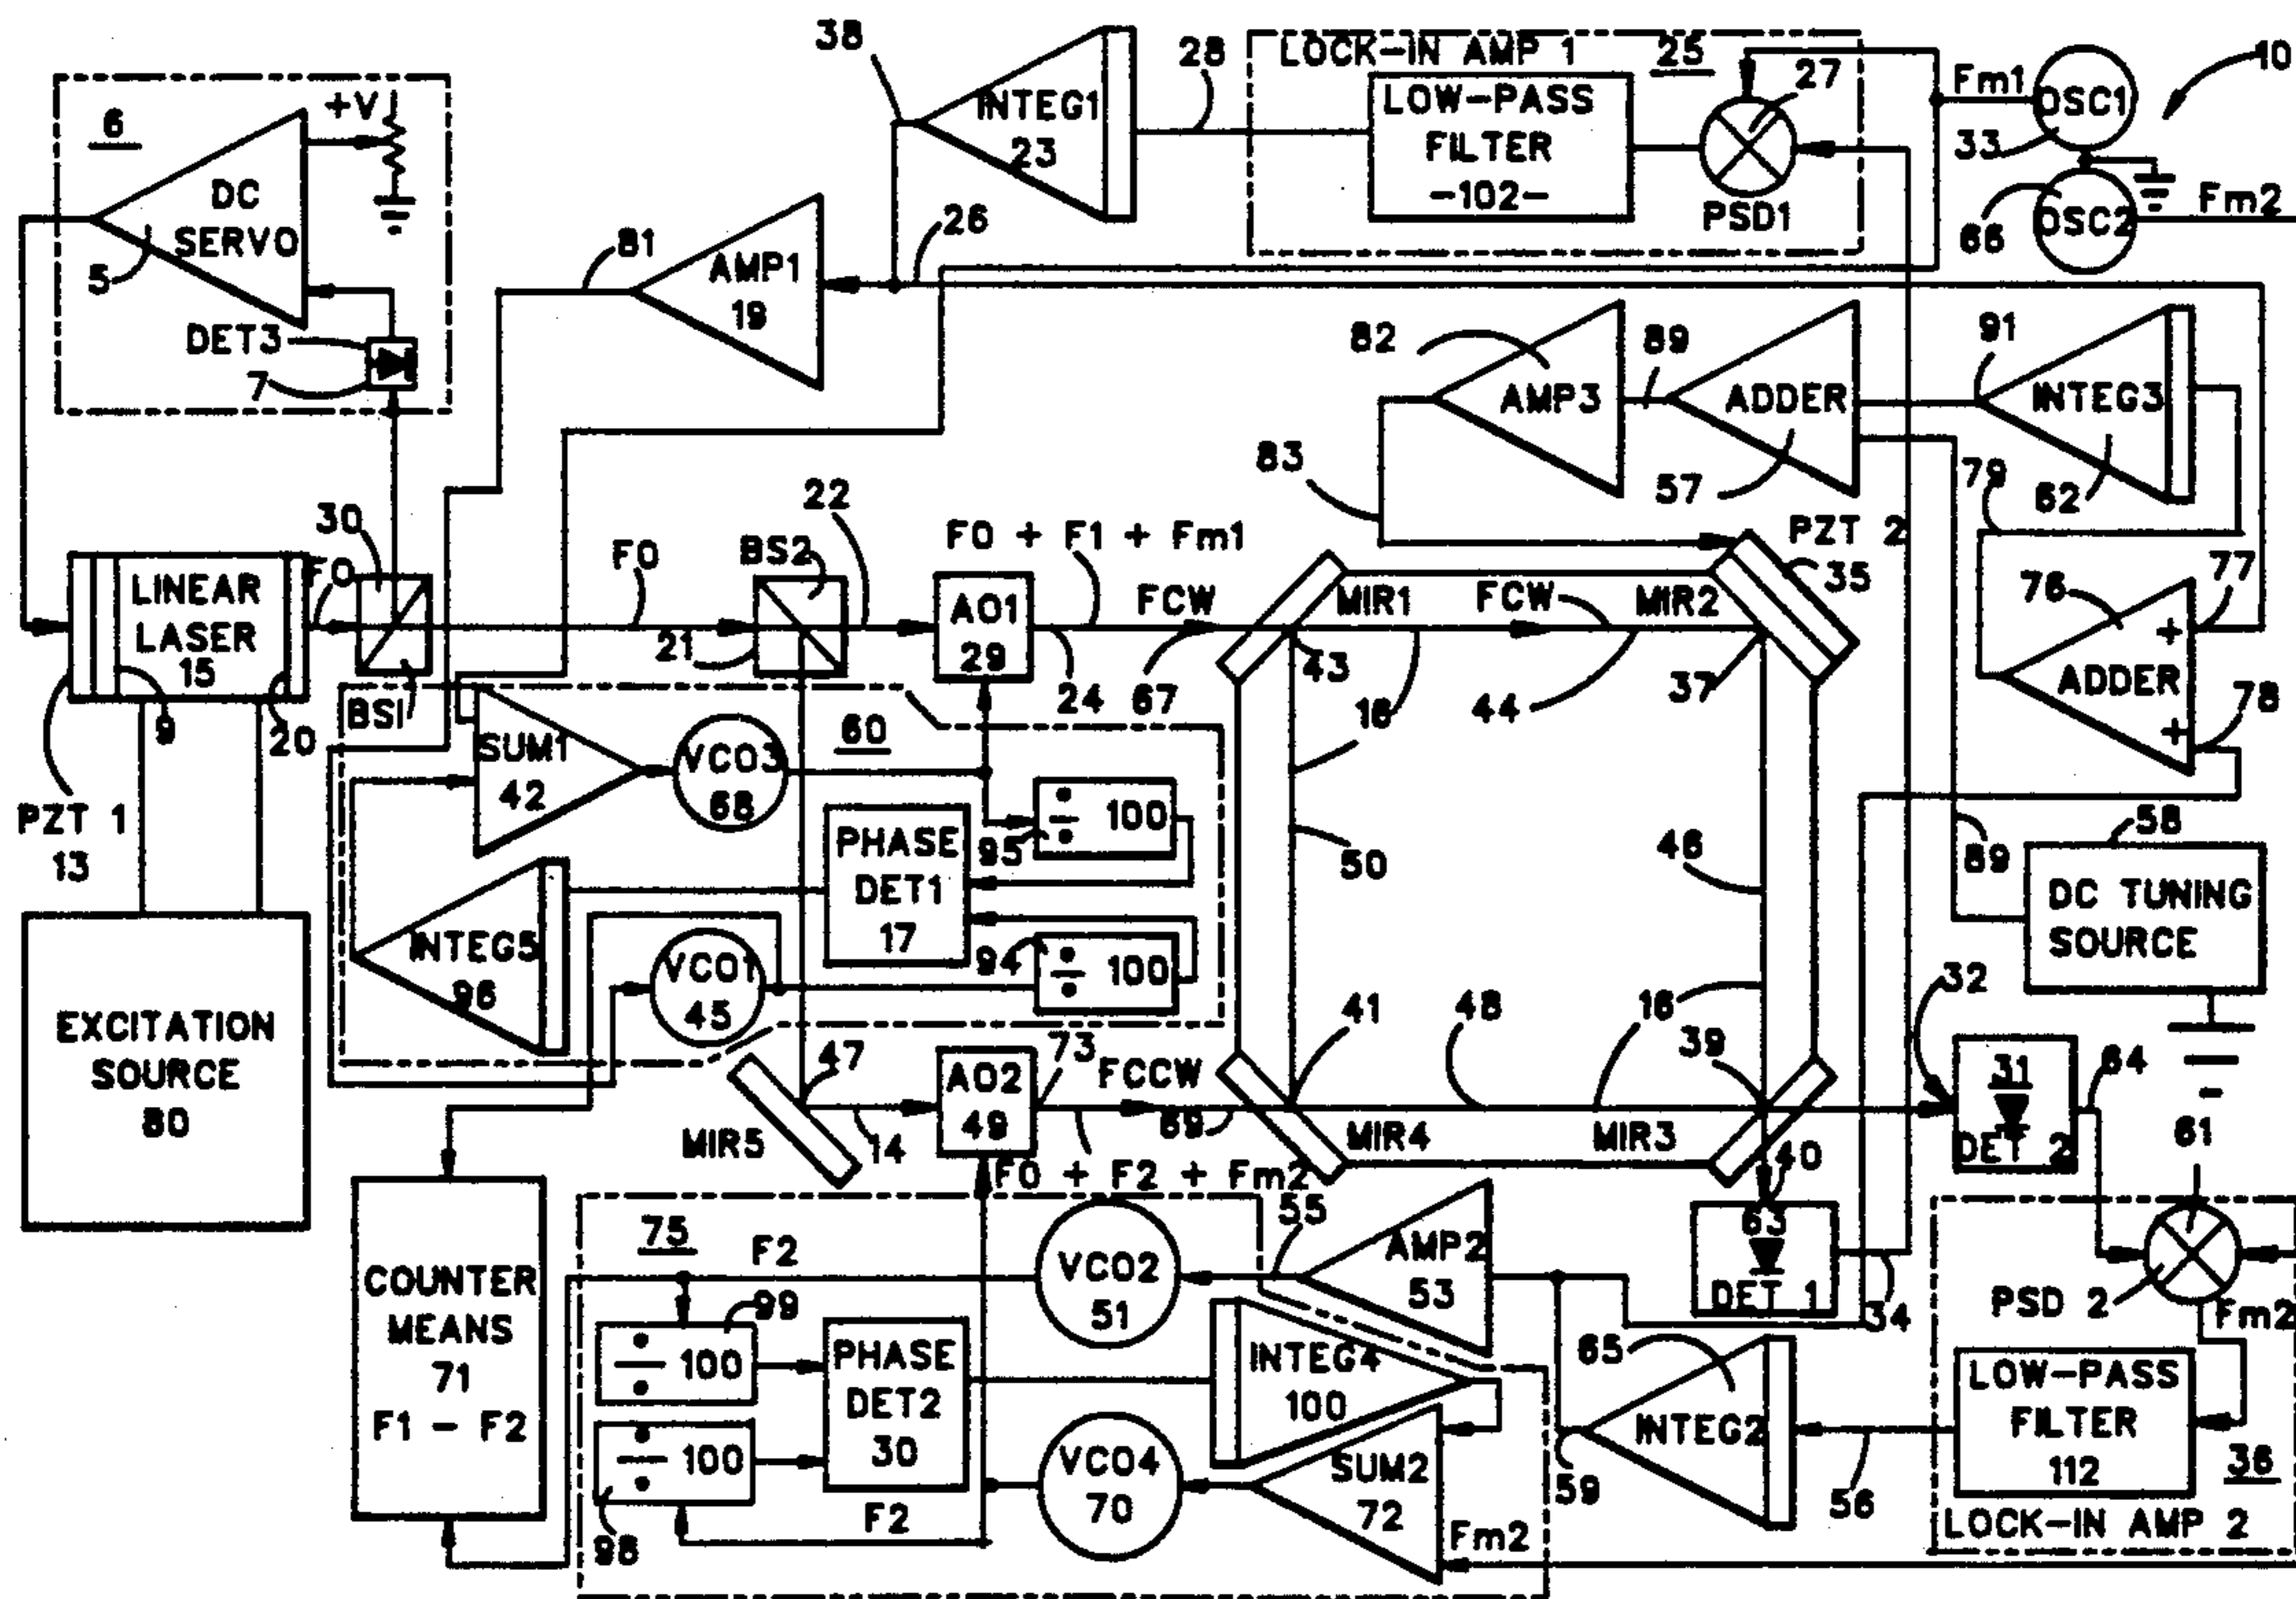 38
28
LOCK-IN AMP 1
25
27
Fm1
OSC1
10
33
6
+V
INTEG1
23
LOW-PASS
FILTER
-102-
PSD1
66
OSC2
Fm2
DC
SERVO
5
81
AMP1
19
26
DET3
7
82
AMP3
89
ADDER
57
91
INTEG3
62
83
79
30
F0
F0
BS2
22
F0 + F1 + Fm1
PZT 2
35
LINEAR
LASER
15
21
AO1
29
FCW
MIR1
FCW
MIR2
76
77
+
ADDER
78
+
9
20
BS1
24
67
43
16
44
37
PZT 1
13
SUM1
42
VCO3
68
60
÷ 100
95
PHASE
DET1
17
50
46
89
58
DC TUNING
SOURCE
INTEG5
96
VCO1
45
94
÷ 100
EXCITATION
SOURCE
80
47
AO2
49
73
FCCW
41
48
16
39
32
31
DET 2
64
MIR5
14
69
MIR4
MIR3
40
61
F0 + F2 + Fm2
COUNTER
MEANS
71
F1 - F2
75
F2
VCO2
51
55
AMP2
53
63
DET 1
34
PSD 2
Fm2
99
÷ 100
PHASE
DET2
30
INTEG4
100
65
INTEG2
LOW-PASS
FILTER
112
36
÷ 100
98
F2
VCO4
70
SUM2
72
Fm2
59
56
LOCK-IN AMP 2